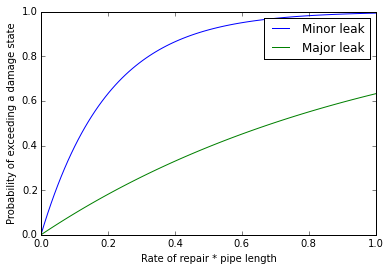 1.0
0.8
0.6
0.4
0.2
0.0
Probability of exceeding a damage state
Minor leak
Major leak
0.0 0.2 0.4 0.6 0.8 1.0
Rate of repair * pipe length